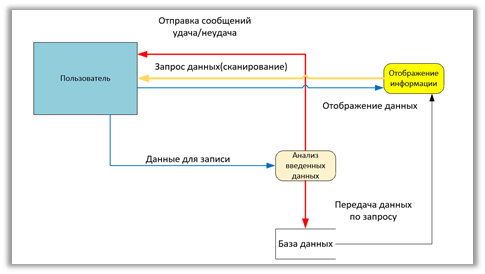 Отправка сообщений
удача/неудача
Запрос данных(сканирование)
Пользователь
Отображение
информации
Отображение данных
Данные для записи
Анализ
введенных
данных
Передача данных
по запросу
База данных